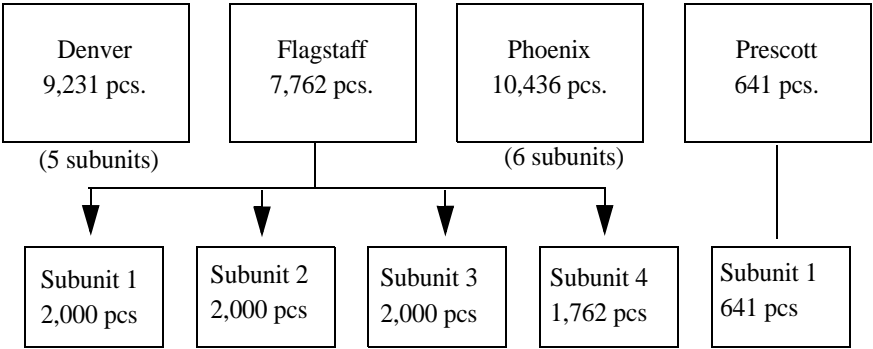 Denver
9,231 pcs.
Flagstaff
7,762 pcs.
Phoenix
10,436 pcs.
Prescott
641 pcs.
(5 subunits)
(6 subunits)
Subunit 1
2,000 pcs
Subunit 2
2,000 pcs
Subunit 3
2,000 pcs
Subunit 4
1,762 pcs
Subunit 1
641 pcs